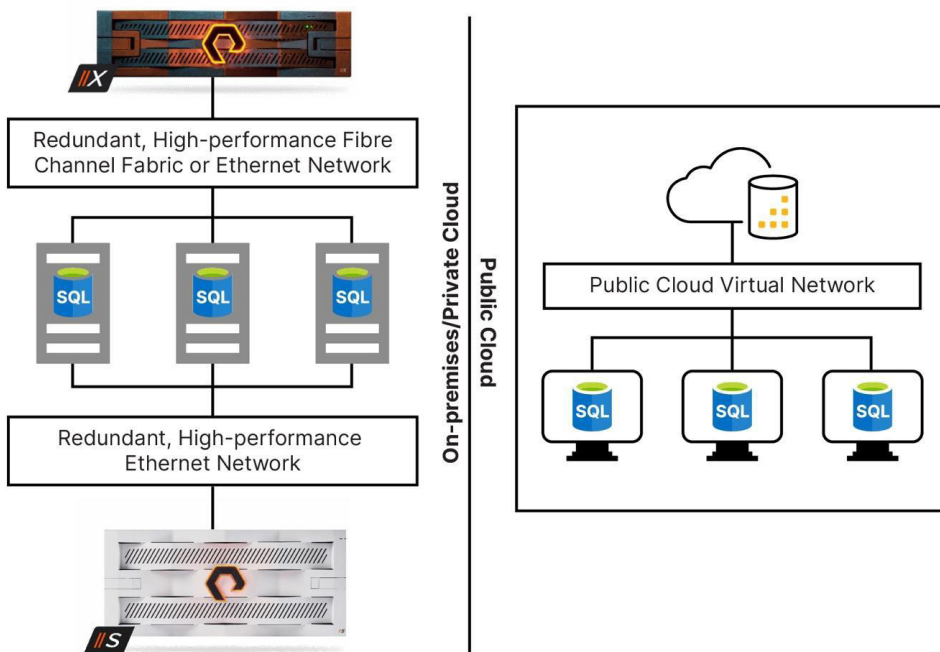 //X
Redundant, High-performance Fibre
Channel Fabric or Ethernet Network
SQL
SQL
SQL
Redundant, High-performance
Ethernet Network
//S
On-premises/Private Cloud
Public Cloud
Public Cloud Virtual Network
SQL
SQL
SQL